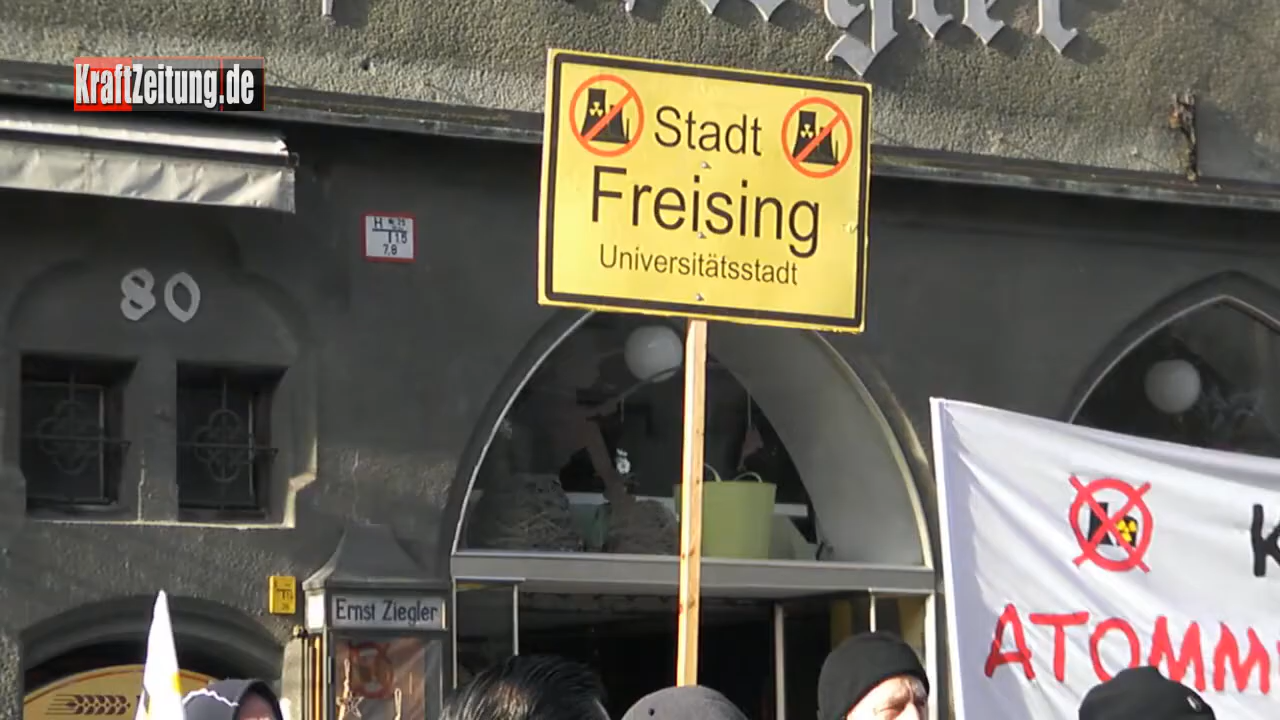 KraftZeitung.de
Stadt
Freising
Universitätsstadt
80
Ernst Ziegler
ATOMM